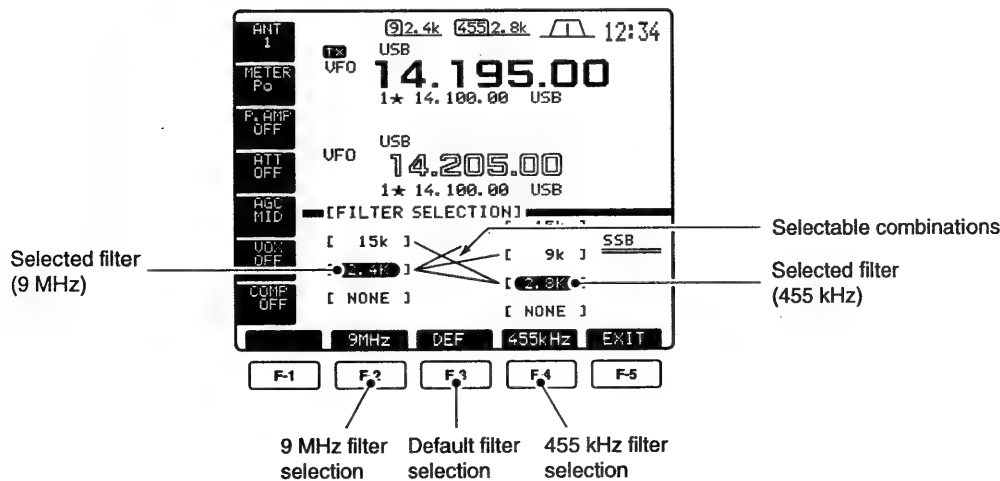 ANT
1
[9]2.4k [455]2.8k 12:34
TX
USB
VFO
14.195.00
1★ 14.100.00 USB
METER
Po
P.AMP
OFF
USB
VFO
14.205.00
1★ 14.100.00 USB
ATT
OFF
AGC
MID
[FILTER SELECTION]
VOX
OFF
COMP
OFF
[ 15k ]
[ 2.4K ]
[ NONE ]
[ 9k ]
[ 2.8K ]
[ NONE ]
SSB
Selectable combinations
Selected filter
(9 MHz)
Selected filter
(455 kHz)
9MHz DEF 455kHz EXIT
F-1 F-2 F-3 F-4 F-5
9 MHz filter
selection
Default filter
selection
455 kHz filter
selection